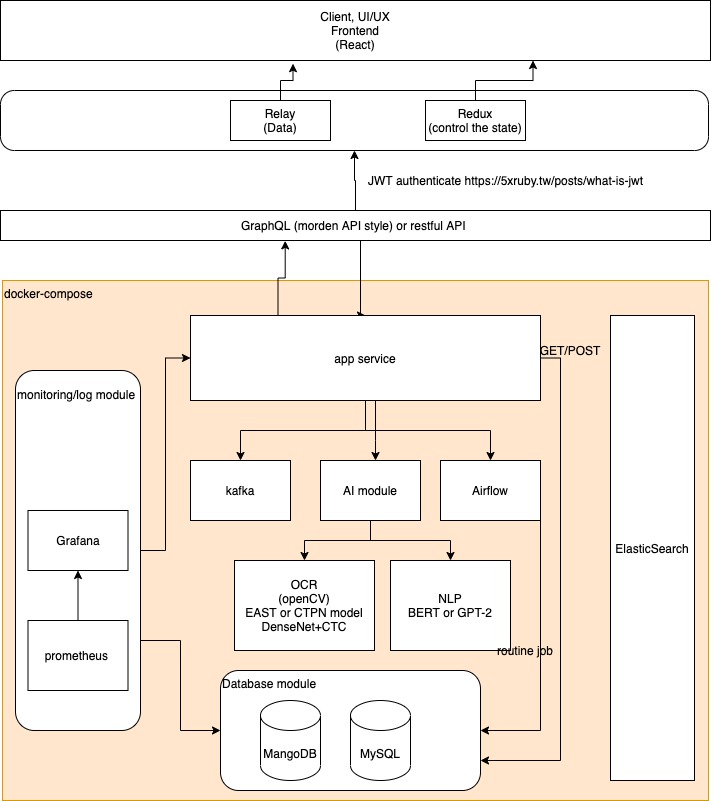 Client, UI/UX
Frontend
(React)
Relay
(Data)
Redux
(control the state)
JWT authenticate https://5xruby.tw/posts/what-is-jwt
GraphQL (morden API style) or restful API
docker-compose
app service
GET/POST
monitoring/log module
kafka
AI module
Airflow
Grafana
ElasticSearch
OCR
(openCV)
EAST or CTPN model
DenseNet+CTC
NLP
BERT or GPT-2
prometheus
routine job
Database module
MangoDB
MySQL